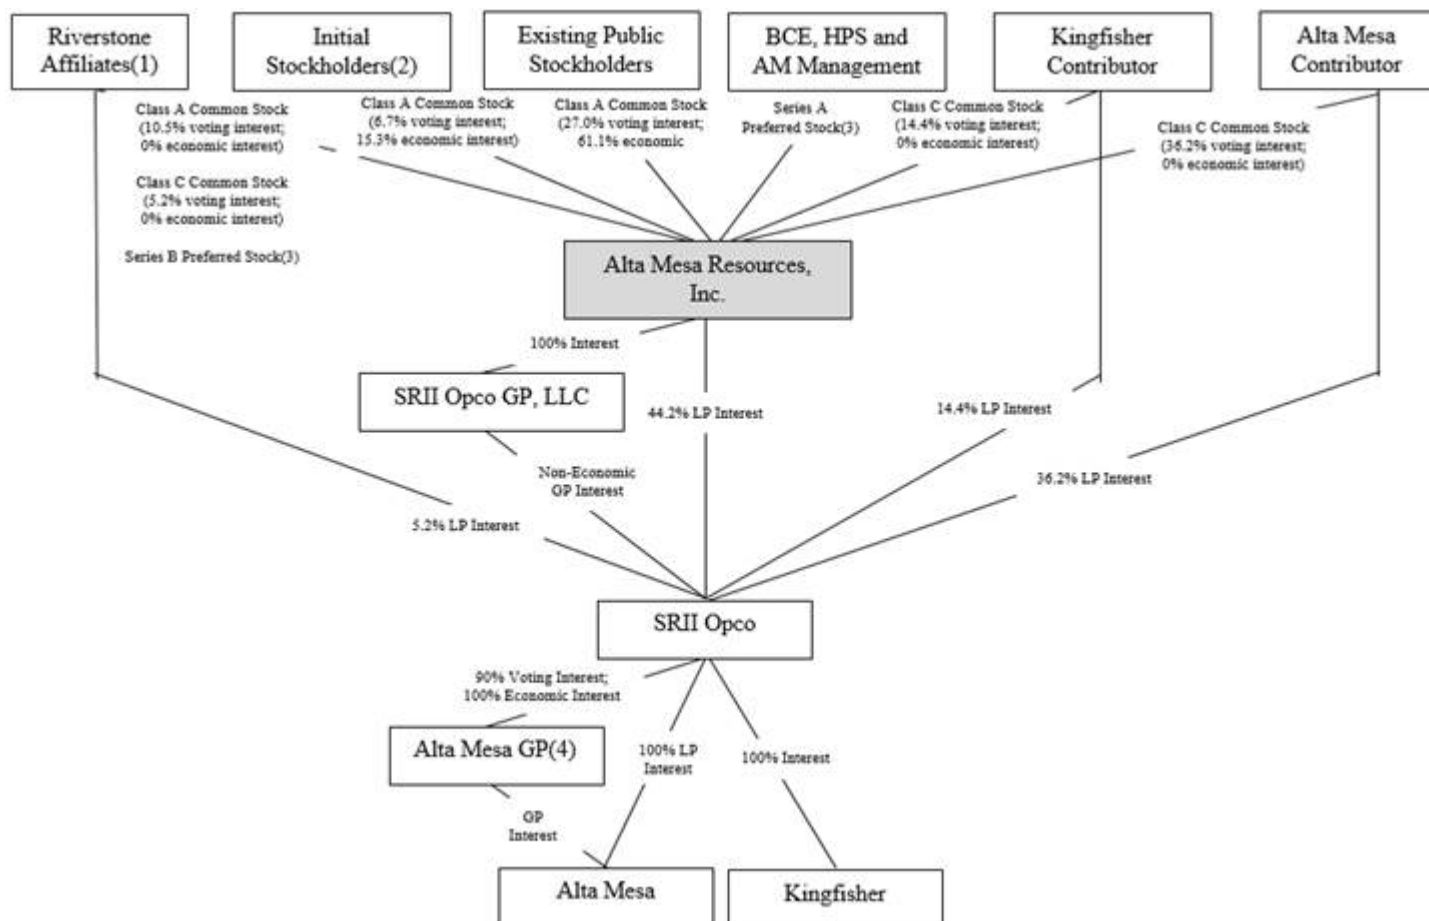 Riverstone
Affiliates(1)
Initial
Stockholders(2)
Existing Public
Stockholders
BCE, HPS and
AM Management
Kingfisher
Contributor
Alta Mesa
Contributor
Class A Common Stock
(10.5% voting interest;
0% economic interest)
Class C Common Stock
(5.2% voting interest;
0% economic interest)
Series B Preferred Stock(3)
Class A Common Stock
(6.7% voting interest;
15.3% economic interest)
Class A Common Stock
(27.0% voting interest;
61.1% economic
Series A
Preferred Stock(3)
Class C Common Stock
(14.4% voting interest;
0% economic interest)
Class C Common Stock
(36.2% voting interest;
0% economic interest)
Alta Mesa Resources,
Inc.
100% Interest
SRII Opco GP, LLC
44.2% LP Interest
14.4% LP Interest
Non-Economic
GP Interest
36.2% LP Interest
5.2% LP Interest
SRII Opco
90% Voting Interest;
100% Economic Interest
Alta Mesa GP(4)
100% LP
Interest
100% Interest
GP
Interest
Alta Mesa
Kingfisher